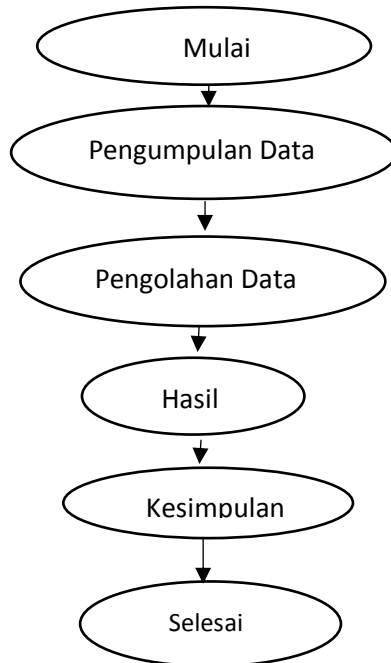 Mulai
Pengumpulan Data
Pengolahan Data
Hasil
Kesimpulan
Selesai